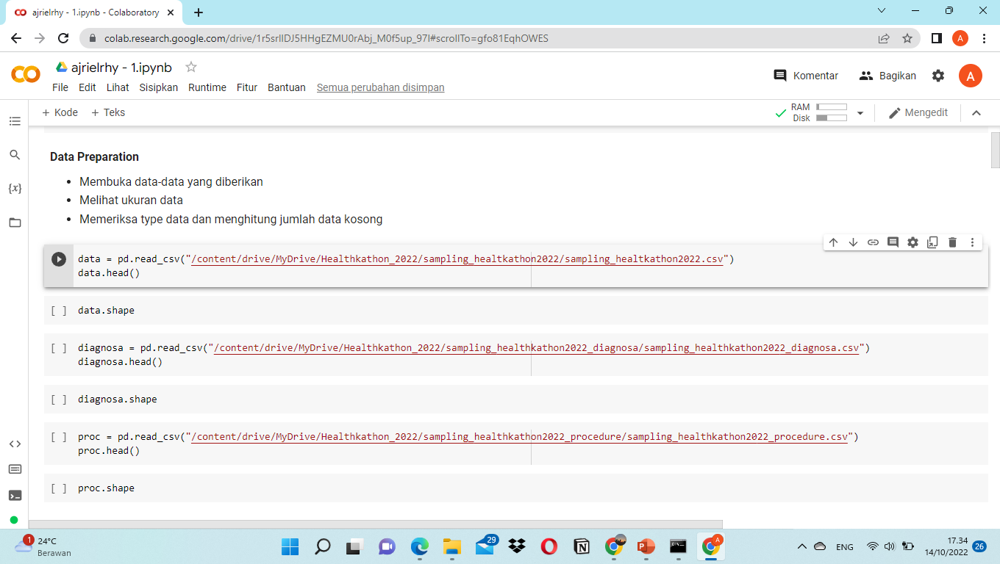 ajrielrhy - 1.ipynb - Colaboratory
colab.research.google.com/drive/1r5srIIDJ5HHgEZMU0rAbj_M0f5up_97I#scrollTo=gfo81EqhOWES
A
ajrielrhy - 1.ipynb
File Edit Lihat Sisipkan Runtime Fitur Bantuan Semua perubahan disimpan
Komentar Bagikan A
+ Kode + Teks
RAM
Disk
Mengedit
Data Preparation
• Membuka data-data yang diberikan
• Melihat ukuran data
• Memeriksa type data dan menghitung jumlah data kosong
data = pd.read_csv("/content/drive/MyDrive/Healthkathon_2022/sampling_healtkathon2022/sampling_healtkathon2022.csv")
data.head()
[ ] data.shape
[ ] diagnosa = pd.read_csv("/content/drive/MyDrive/Healthkathon_2022/sampling_healthkathon2022_diagnosa/sampling_healthkathon2022_diagnosa.csv")
diagnosa.head()
[ ] diagnosa.shape
[ ] proc = pd.read_csv("/content/drive/MyDrive/Healthkathon_2022/sampling_healthkathon2022_procedure/sampling_healthkathon2022_procedure.csv")
proc.head()
[ ] proc.shape
{x}
1
24°C
Berawan
29
A
ENG
17.34
14/10/2022
26